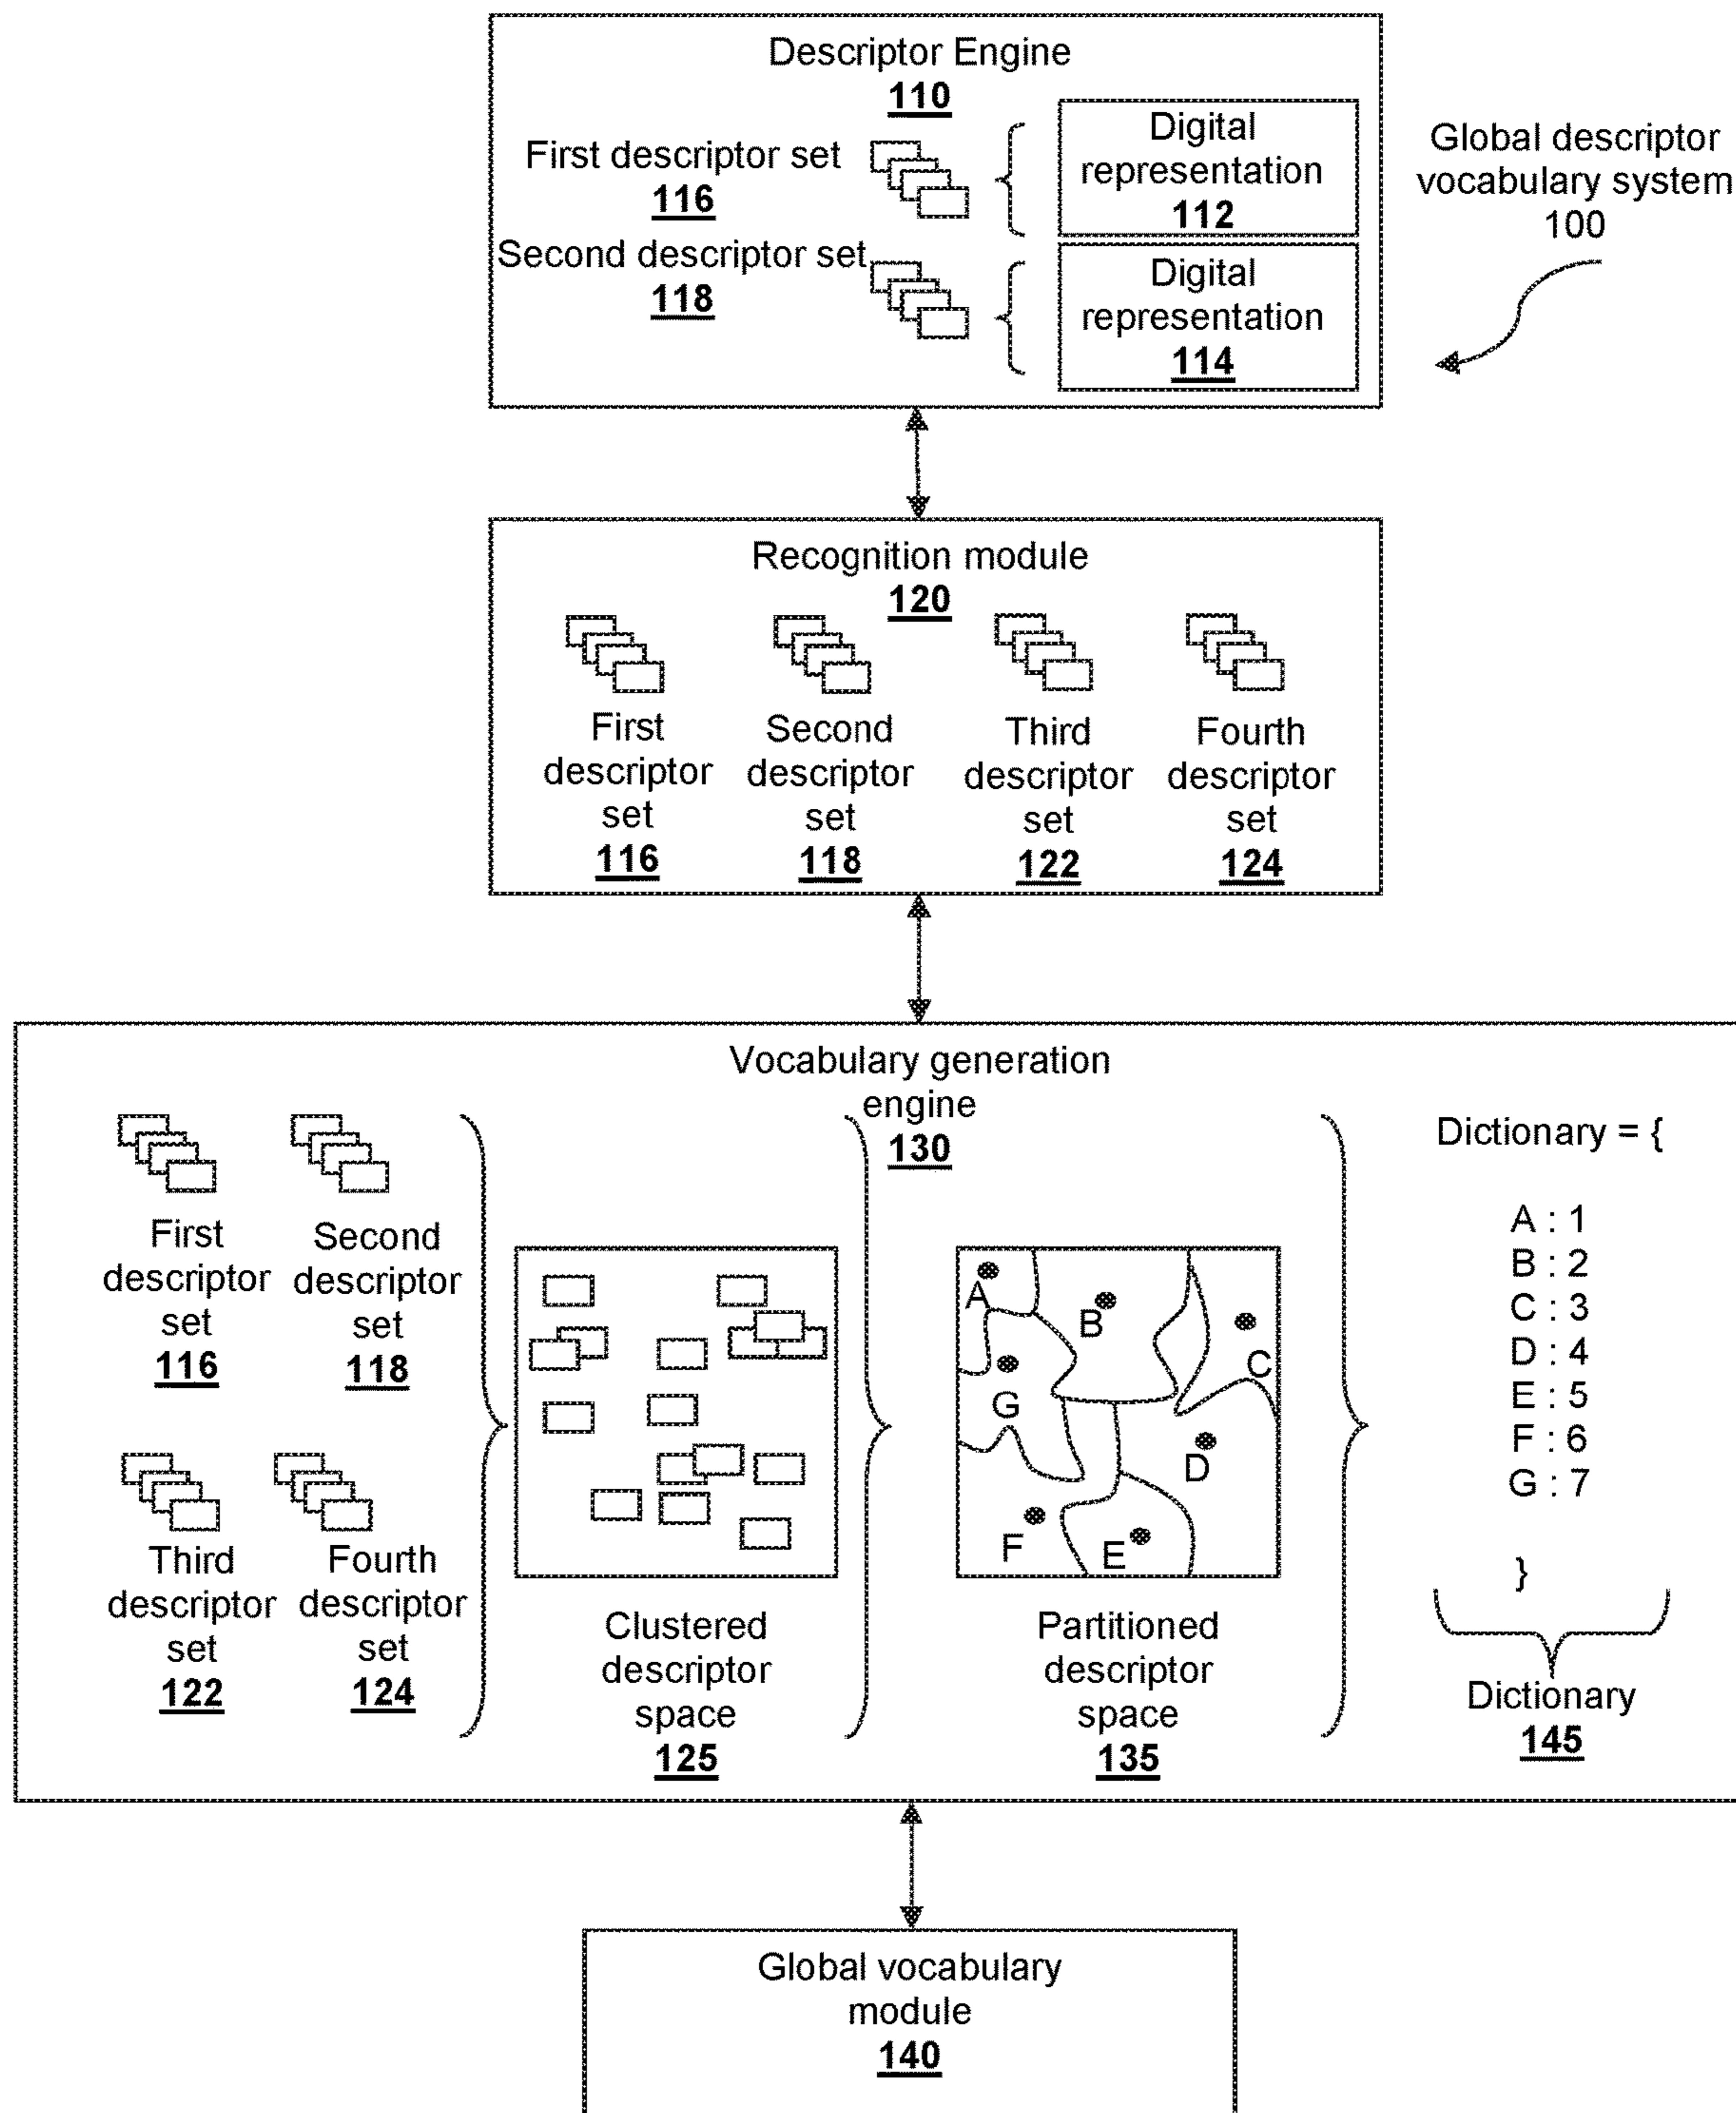 Descriptor Engine
110
First descriptor set
116
Second descriptor set
118
Digital
representation
112
Digital
representation
114
Global descriptor
vocabulary system
100
Recognition module
120
First
descriptor
set
116
Second
descriptor
set
118
Third
descriptor
set
122
Fourth
descriptor
set
124
Vocabulary generation
engine
130
First
descriptor
set
116
Second
descriptor
set
118
Third
descriptor
set
122
Fourth
descriptor
set
124
Clustered
descriptor
space
125
A
B
C
G
D
F
E
Partitioned
descriptor
space
135
Dictionary = {
A : 1
B : 2
C : 3
D : 4
E : 5
F : 6
G : 7
}
Dictionary
145
Global vocabulary
module
140